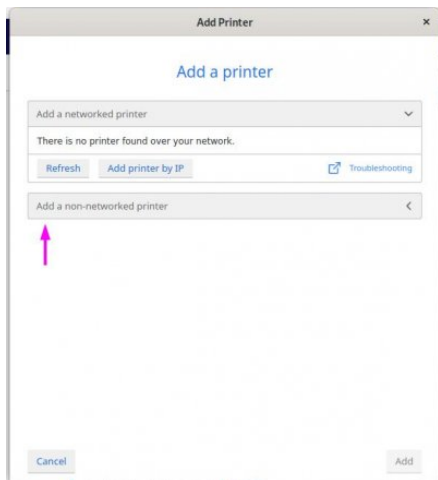 Add Printer
Add a printer
Add a networked printer
There is no printer found over your network.
Refresh Add printer by IP Troubleshooting
Add a non-networked printer
Cancel Add